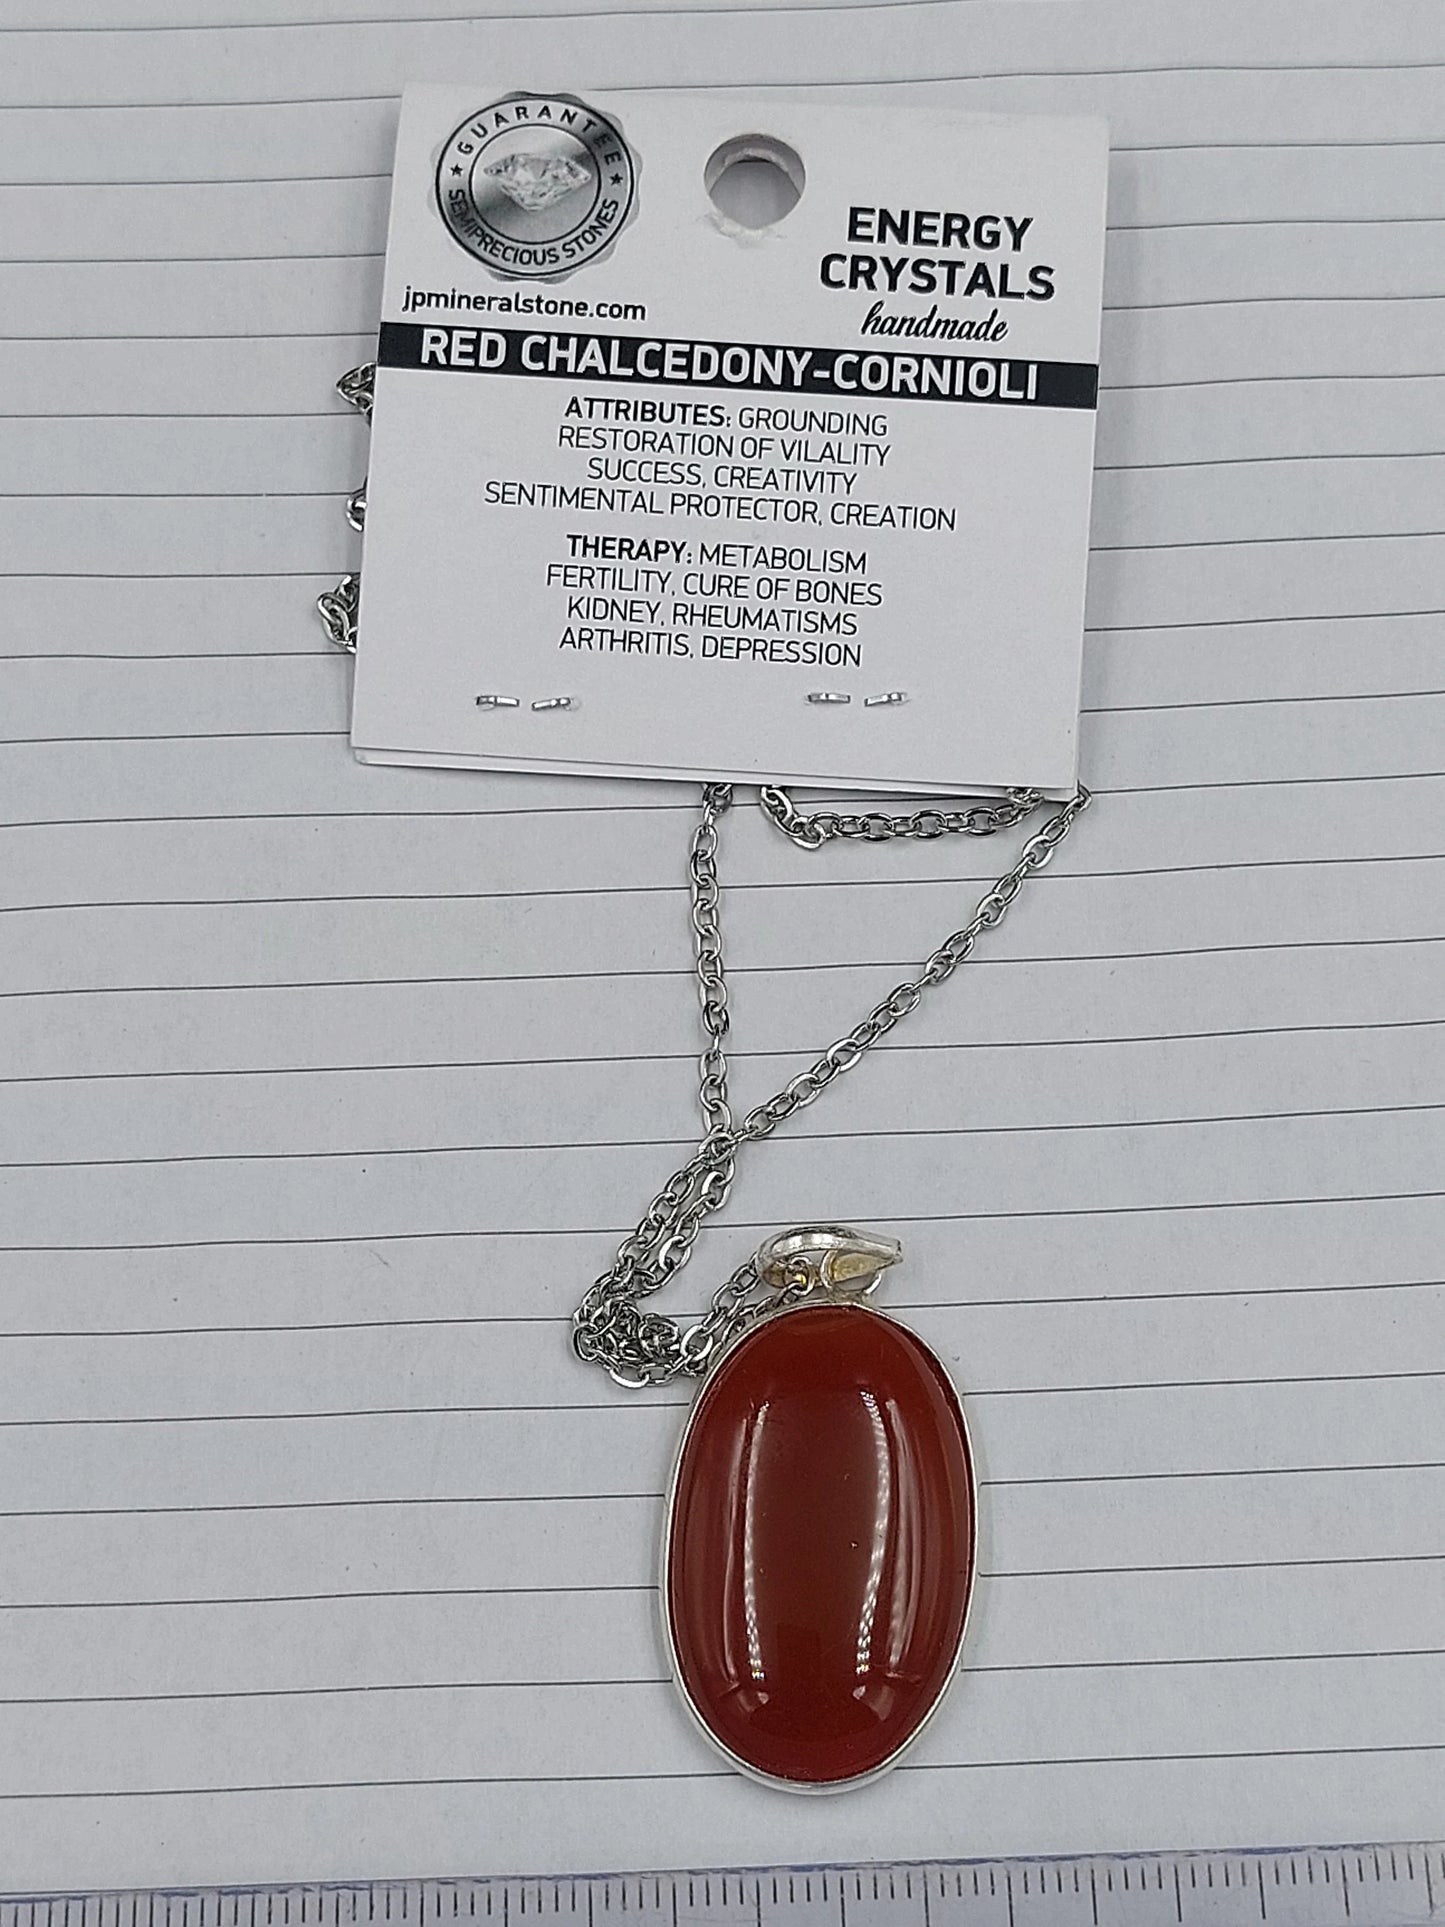 ★ GUARANTEE ★
SEMIPRECIOUS STONES
jpmineralstone.com
ENERGY
CRYSTALS
handmade
RED CHALCEDONY-CORNIOLI
ATTRIBUTES: GROUNDING
RESTORATION OF VILALITY
SUCCESS, CREATIVITY
SENTIMENTAL PROTECTOR, CREATION
THERAPY: METABOLISM
FERTILITY, CURE OF BONES
KIDNEY, RHEUMATISMS
ARTHRITIS, DEPRESSION